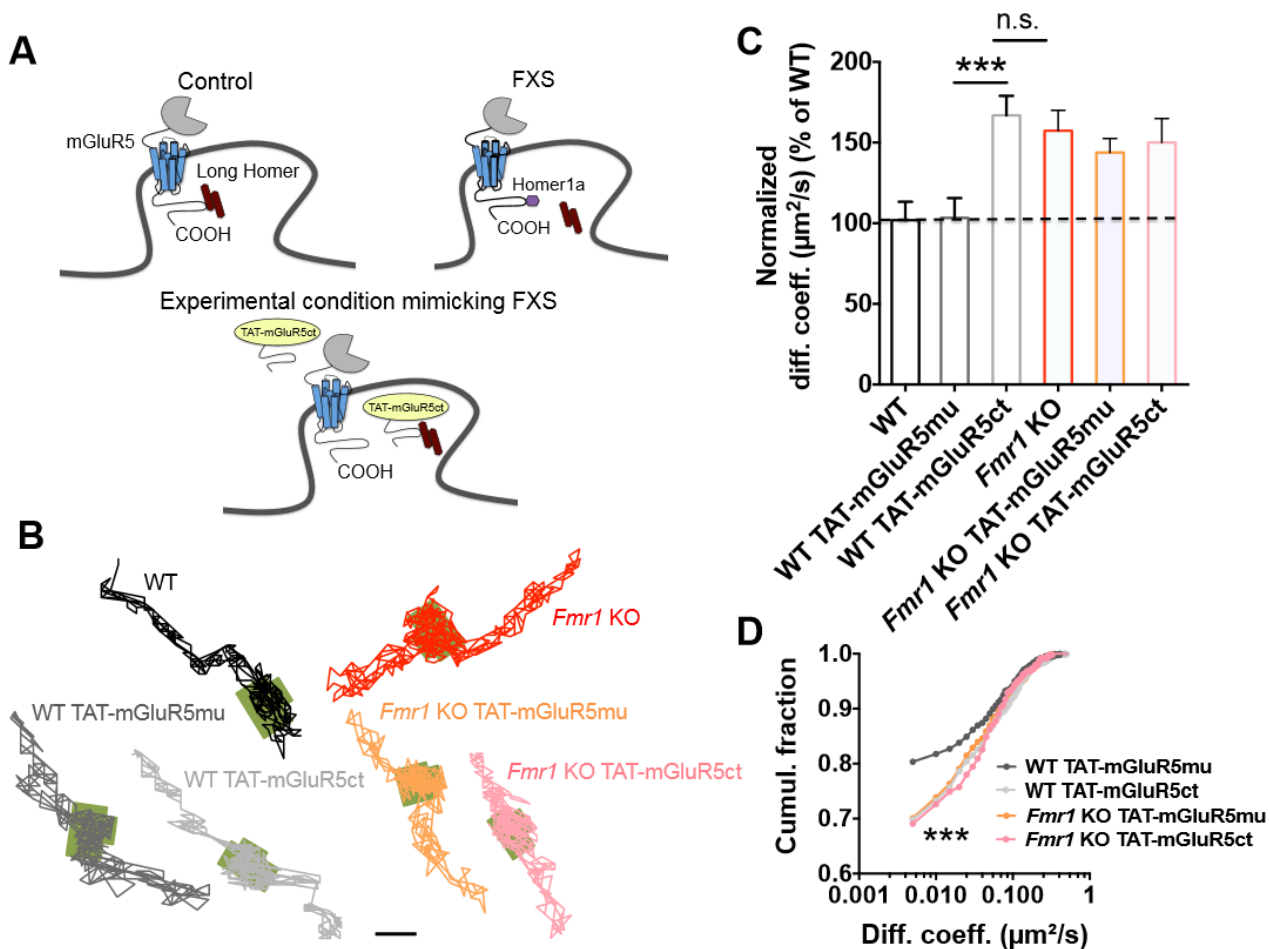 A
Control
mGluR5
Long Homer
COOH
FXS
Homer1a
COOH
Experimental condition mimicking FXS
TAT-mGluR5ct
TAT-mGluR5ct
COOH
B
WT
Fmr1 KO
WT TAT-mGluR5mu
Fmr1 KO TAT-mGluR5mu
WT TAT-mGluR5ct
Fmr1 KO TAT-mGluR5ct
C
n.s.
***
Normalized
diff. coeff. (µm²/s) (% of WT)
200
150
100
50
0
WT
WT TAT-mGluR5mu
WT TAT-mGluR5ct
Fmr1 KO
Fmr1 KO TAT-mGluR5mu
Fmr1 KO TAT-mGluR5ct
D
Cumul. fraction
1.0
0.9
0.8
0.7
0.6
WT TAT-mGluR5mu
WT TAT-mGluR5ct
Fmr1 KO TAT-mGluR5mu
Fmr1 KO TAT-mGluR5ct
***
0.001
0.010
0.100
1
Diff. coeff. (µm²/s)